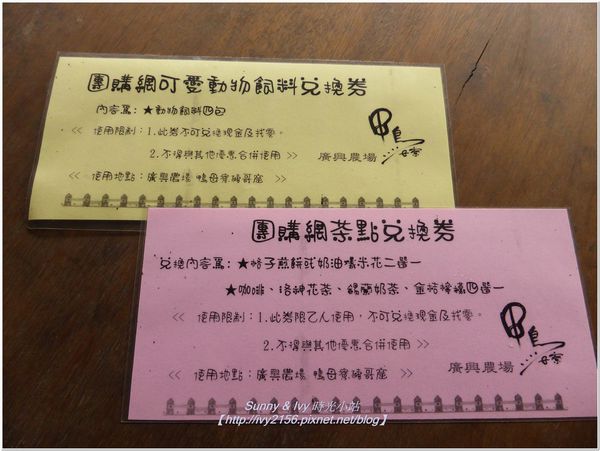 團購網可愛動物飼料兌換券
內容為：★動物飼料四包
<< 使用限制：1.此券不可兌換現金及找零。
2.不得與其他優惠合併使用 >>
廣興農場
<< 使用地點：廣興農場 鴨母寮豬哥座 >>
團購網茶點兌換券
兌換內容為：★格子煎餅或奶油爆米花二選一
★咖啡、洛神花茶、錫蘭奶茶、金桔檸檬四選一
<< 使用限制：1.此券限乙人使用，不可兌換現金及找零。
2.不得與其他優惠合併使用 >>
廣興農場
<< 使用地點：廣興農場 鴨母寮豬哥座 >>
Sunny & Ivy 時光小站
【http://ivy2156.pixnet.net/blog】